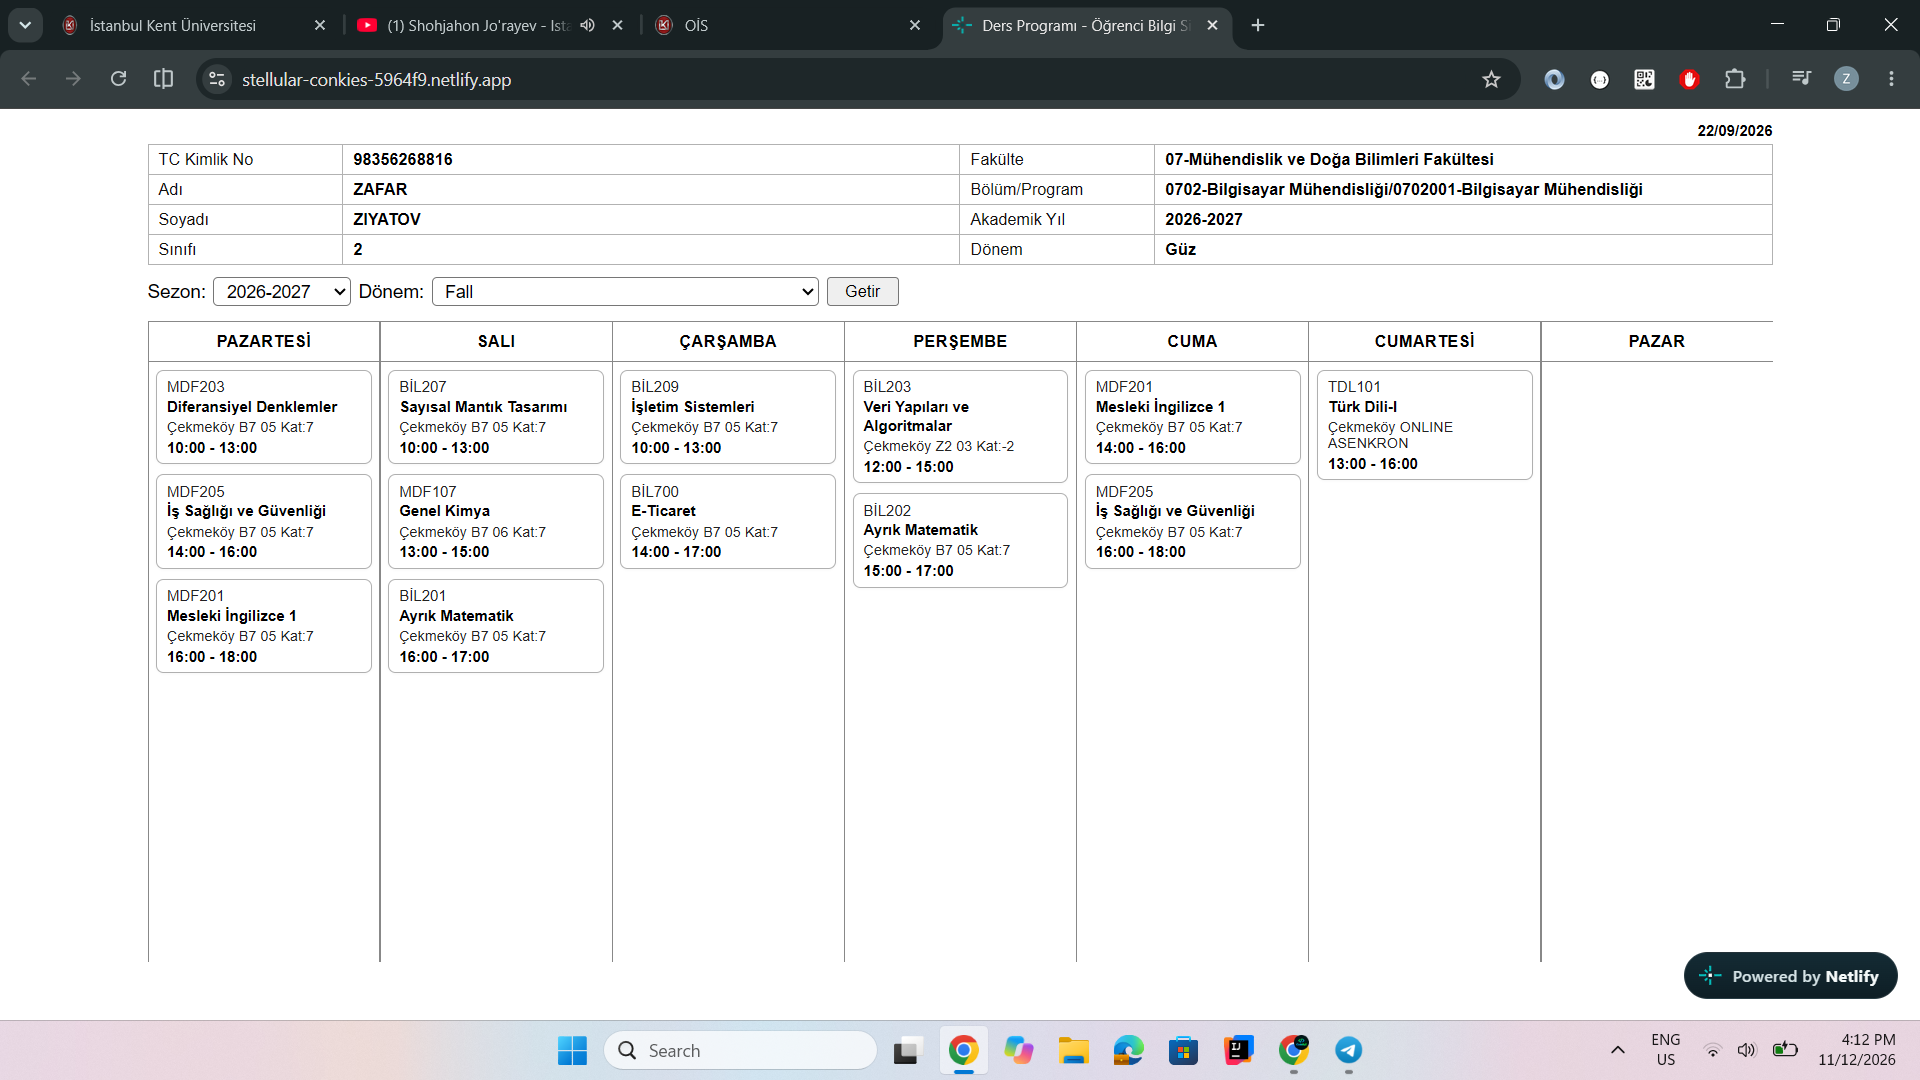 İstanbul Kent Üniversitesi
(1) Shohjahon Jo'rayev - Ista
OİS
Ders Programı - Öğrenci Bilgi Si
stellular-conkies-5964f9.netlify.app
Z
22/09/2026
TC Kimlik No 98356268816 Fakülte 07-Mühendislik ve Doğa Bilimleri Fakültesi
Adı ZAFAR Bölüm/Program 0702-Bilgisayar Mühendisliği/0702001-Bilgisayar Mühendisliği
Soyadı ZIYATOV Akademik Yıl 2026-2027
Sınıfı 2 Dönem Güz
Sezon: 2026-2027 Dönem: Fall Getir
PAZARTESİ
MDF203
Diferansiyel Denklemler
Çekmeköy B7 05 Kat:7
10:00 - 13:00
MDF205
İş Sağlığı ve Güvenliği
Çekmeköy B7 05 Kat:7
14:00 - 16:00
MDF201
Mesleki İngilizce 1
Çekmeköy B7 05 Kat:7
16:00 - 18:00
SALI
BİL207
Sayısal Mantık Tasarımı
Çekmeköy B7 05 Kat:7
10:00 - 13:00
MDF107
Genel Kimya
Çekmeköy B7 06 Kat:7
13:00 - 15:00
BİL201
Ayrık Matematik
Çekmeköy B7 05 Kat:7
16:00 - 17:00
ÇARŞAMBA
BİL209
İşletim Sistemleri
Çekmeköy B7 05 Kat:7
10:00 - 13:00
BİL700
E-Ticaret
Çekmeköy B7 05 Kat:7
14:00 - 17:00
PERŞEMBE
BİL203
Veri Yapıları ve
Algoritmalar
Çekmeköy Z2 03 Kat:-2
12:00 - 15:00
BİL202
Ayrık Matematik
Çekmeköy B7 05 Kat:7
15:00 - 17:00
CUMA
MDF201
Mesleki İngilizce 1
Çekmeköy B7 05 Kat:7
14:00 - 16:00
MDF205
İş Sağlığı ve Güvenliği
Çekmeköy B7 05 Kat:7
16:00 - 18:00
CUMARTESİ
TDL101
Türk Dili-I
Çekmeköy ONLINE
ASENKRON
13:00 - 16:00
PAZAR
Powered by Netlify
Search
ENG
US
4:12 PM
11/12/2026